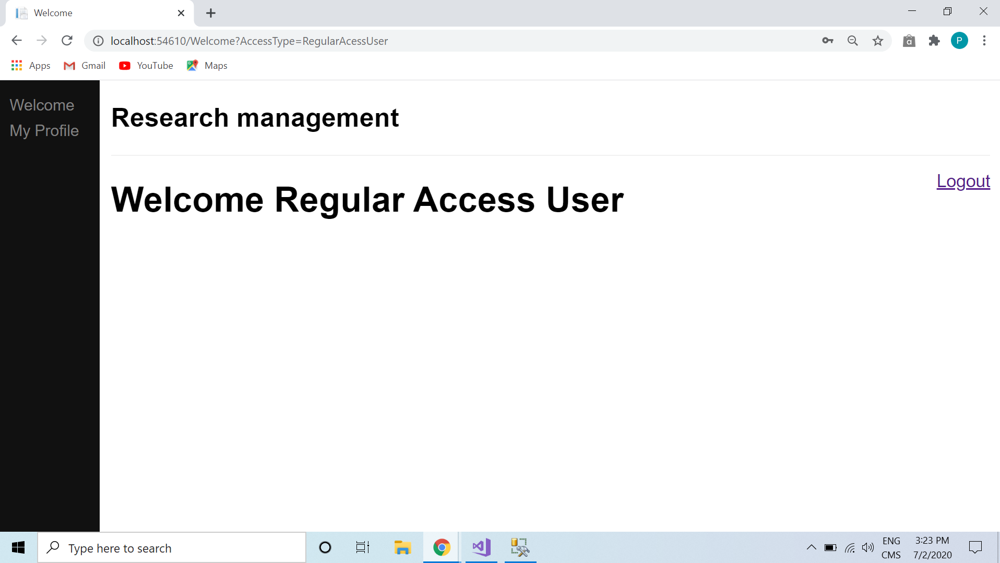 Welcome
localhost:54610/Welcome?AccessType=RegularAcessUser
a
P
Apps
Gmail
YouTube
Maps
Welcome
My Profile
Research management
Logout
Welcome Regular Access User
Type here to search
ENG
CMS
3:23 PM
7/2/2020